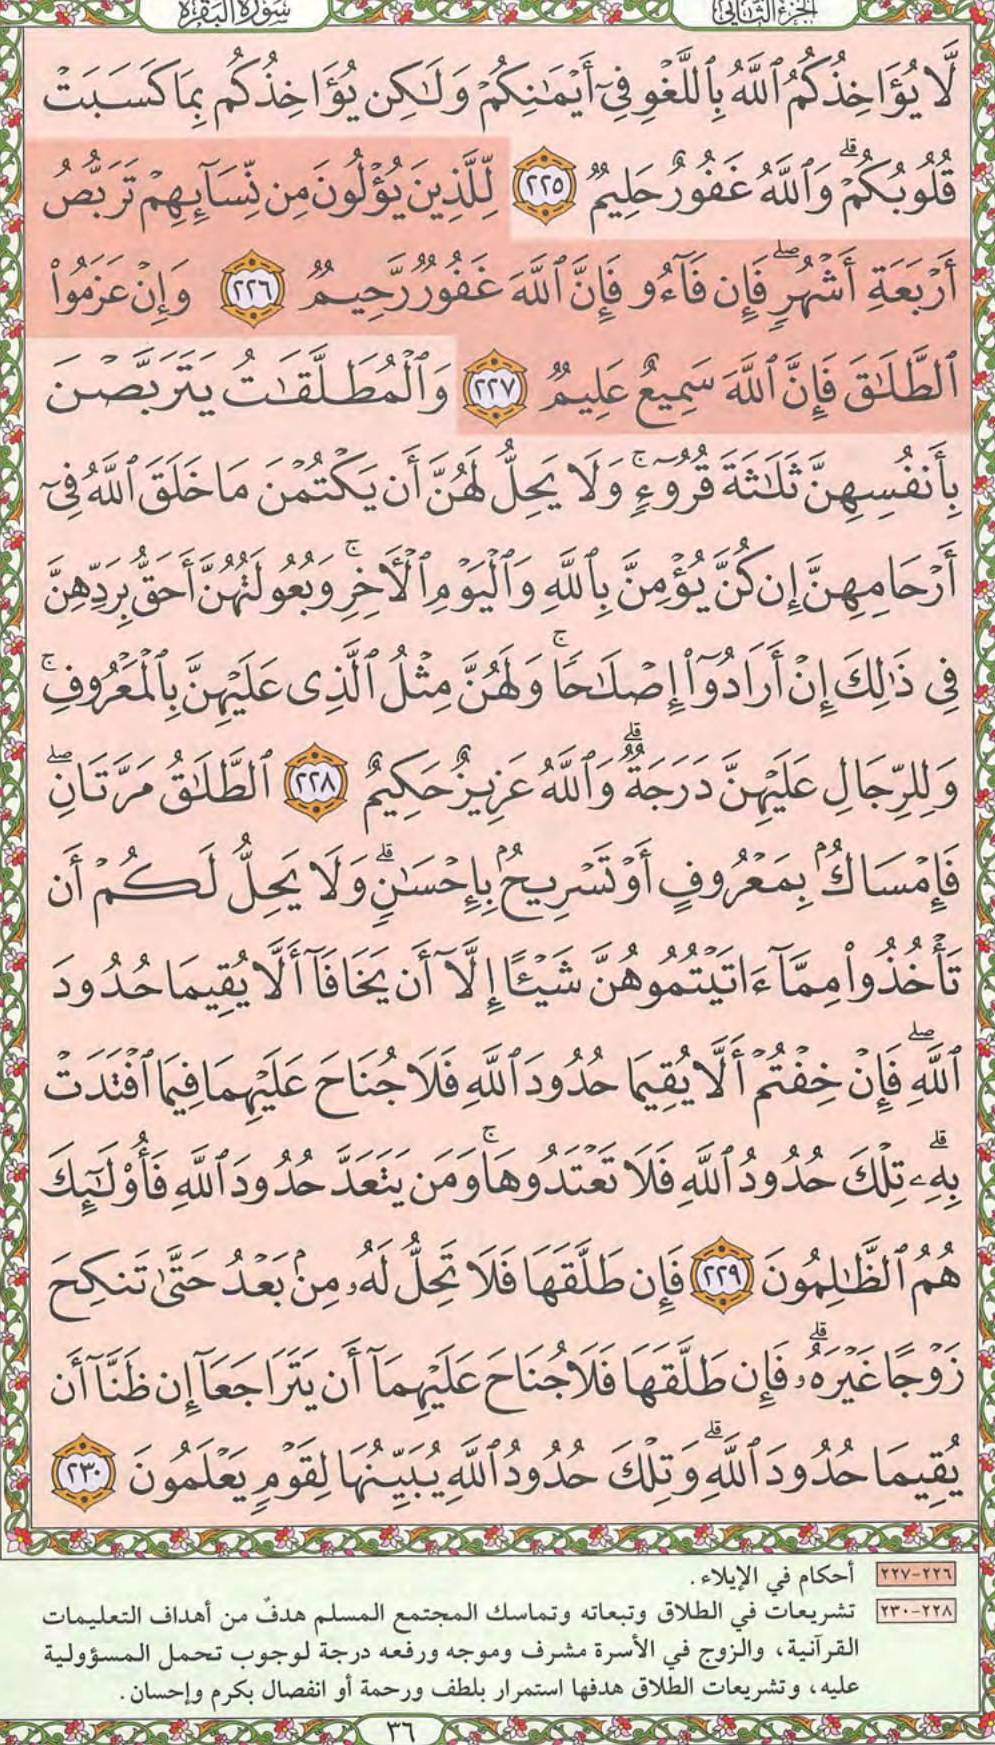 الجزء الثاني
سورة البقرة
لَّا يُؤَاخِذُكُمُ ٱللَّهُ بِٱللَّغْوِ فِىٓ أَيْمَـٰنِكُمْ وَلَـٰكِن يُؤَاخِذُكُم بِمَا كَسَبَتْ
قُلُوبُكُمْ ۗ وَٱللَّهُ غَفُورٌ حَلِيمٌ ٢٢٥ لِّلَّذِينَ يُؤْلُونَ مِن نِّسَآئِهِمْ تَرَبُّصُ
أَرْبَعَةِ أَشْهُرٍ ۖ فَإِن فَآءُو فَإِنَّ ٱللَّهَ غَفُورٌ رَّحِيمٌ ٢٢٦ وَإِنْ عَزَمُوا۟
ٱلطَّلَـٰقَ فَإِنَّ ٱللَّهَ سَمِيعٌ عَلِيمٌ ٢٢٧ وَٱلْمُطَلَّقَـٰتُ يَتَرَبَّصْنَ
بِأَنفُسِهِنَّ ثَلَـٰثَةَ قُرُوٓءٍ ۚ وَلَا يَحِلُّ لَهُنَّ أَن يَكْتُمْنَ مَا خَلَقَ ٱللَّهُ فِىٓ
أَرْحَامِهِنَّ إِن كُنَّ يُؤْمِنَّ بِٱللَّهِ وَٱلْيَوْمِ ٱلْـَٔاخِرِ ۚ وَبُعُولَتُهُنَّ أَحَقُّ بِرَدِّهِنَّ
فِى ذَٰلِكَ إِنْ أَرَادُوٓا۟ إِصْلَـٰحًا ۚ وَلَهُنَّ مِثْلُ ٱلَّذِى عَلَيْهِنَّ بِٱلْمَعْرُوفِ ۚ
وَلِلرِّجَالِ عَلَيْهِنَّ دَرَجَةٌ ۗ وَٱللَّهُ عَزِيزٌ حَكِيمٌ ٢٢٨ ٱلطَّلَـٰقُ مَرَّتَانِ ۖ
فَإِمْسَاكٌۢ بِمَعْرُوفٍ أَوْ تَسْرِيحٌۢ بِإِحْسَـٰنٍ ۗ وَلَا يَحِلُّ لَكُمْ أَن
تَأْخُذُوا۟ مِمَّآ ءَاتَيْتُمُوهُنَّ شَيْـًٔا إِلَّآ أَن يَخَافَآ أَلَّا يُقِيمَا حُدُودَ
ٱللَّهِ ۖ فَإِنْ خِفْتُمْ أَلَّا يُقِيمَا حُدُودَ ٱللَّهِ فَلَا جُنَاحَ عَلَيْهِمَا فِيمَا ٱفْتَدَتْ
بِهِۦ ۗ تِلْكَ حُدُودُ ٱللَّهِ فَلَا تَعْتَدُوهَا ۚ وَمَن يَتَعَدَّ حُدُودَ ٱللَّهِ فَأُو۟لَـٰٓئِكَ
هُمُ ٱلظَّـٰلِمُونَ ٢٢٩ فَإِن طَلَّقَهَا فَلَا تَحِلُّ لَهُۥ مِنۢ بَعْدُ حَتَّىٰ تَنكِحَ
زَوْجًا غَيْرَهُۥ ۗ فَإِن طَلَّقَهَا فَلَا جُنَاحَ عَلَيْهِمَآ أَن يَتَرَاجَعَآ إِن ظَنَّآ أَن
يُقِيمَا حُدُودَ ٱللَّهِ ۗ وَتِلْكَ حُدُودُ ٱللَّهِ يُبَيِّنُهَا لِقَوْمٍ يَعْلَمُونَ ٢٣٠
٢٢٦-٢٢٧ أحكام في الإيلاء.
٢٢٨-٢٣٠ تشريعات في الطلاق وتبعاته وتماسك المجتمع المسلم هدفٌ من أهداف التعليمات
القرآنية، والزوج في الأسرة مشرف وموجه ورفعه درجة لوجوب تحمل المسؤولية
عليه، وتشريعات الطلاق هدفها استمرار بلطف ورحمة أو انفصال بكرم وإحسان.
٣٦